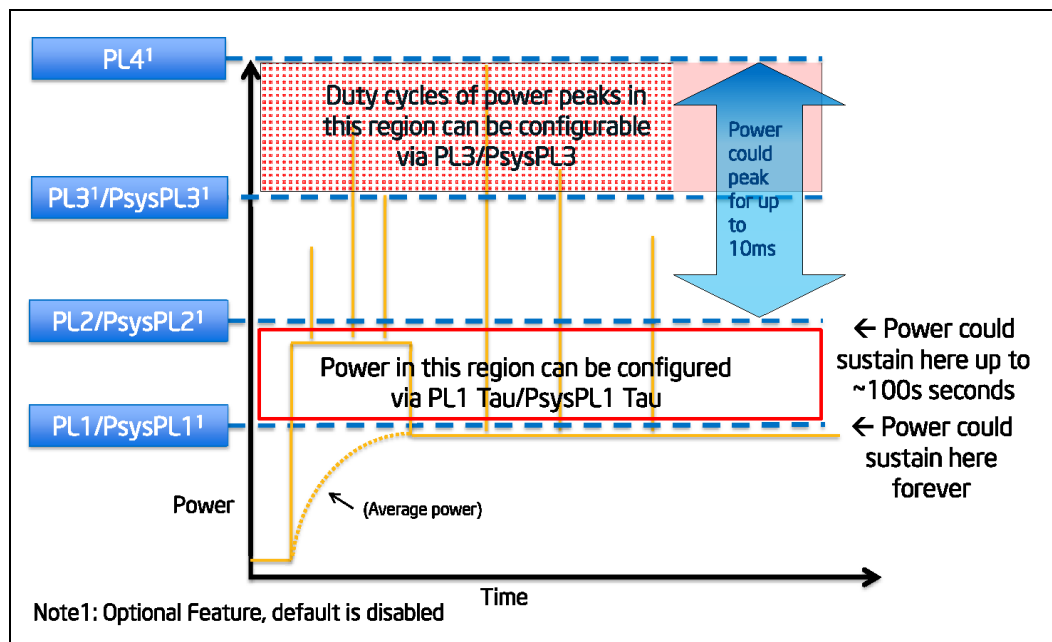 PL4¹
Duty cycles of power peaks in
this region can be configurable
via PL3/PsysPL3
Power
could
peak
for up
to
10ms
PL3¹/PsysPL3¹
PL2/PsysPL2¹
← Power could
sustain here up to
~100s seconds
Power in this region can be configured
via PL1 Tau/PsysPL1 Tau
PL1/PsysPL1¹
← Power could
sustain here
forever
Power
(Average power)
Time
Note1: Optional Feature, default is disabled